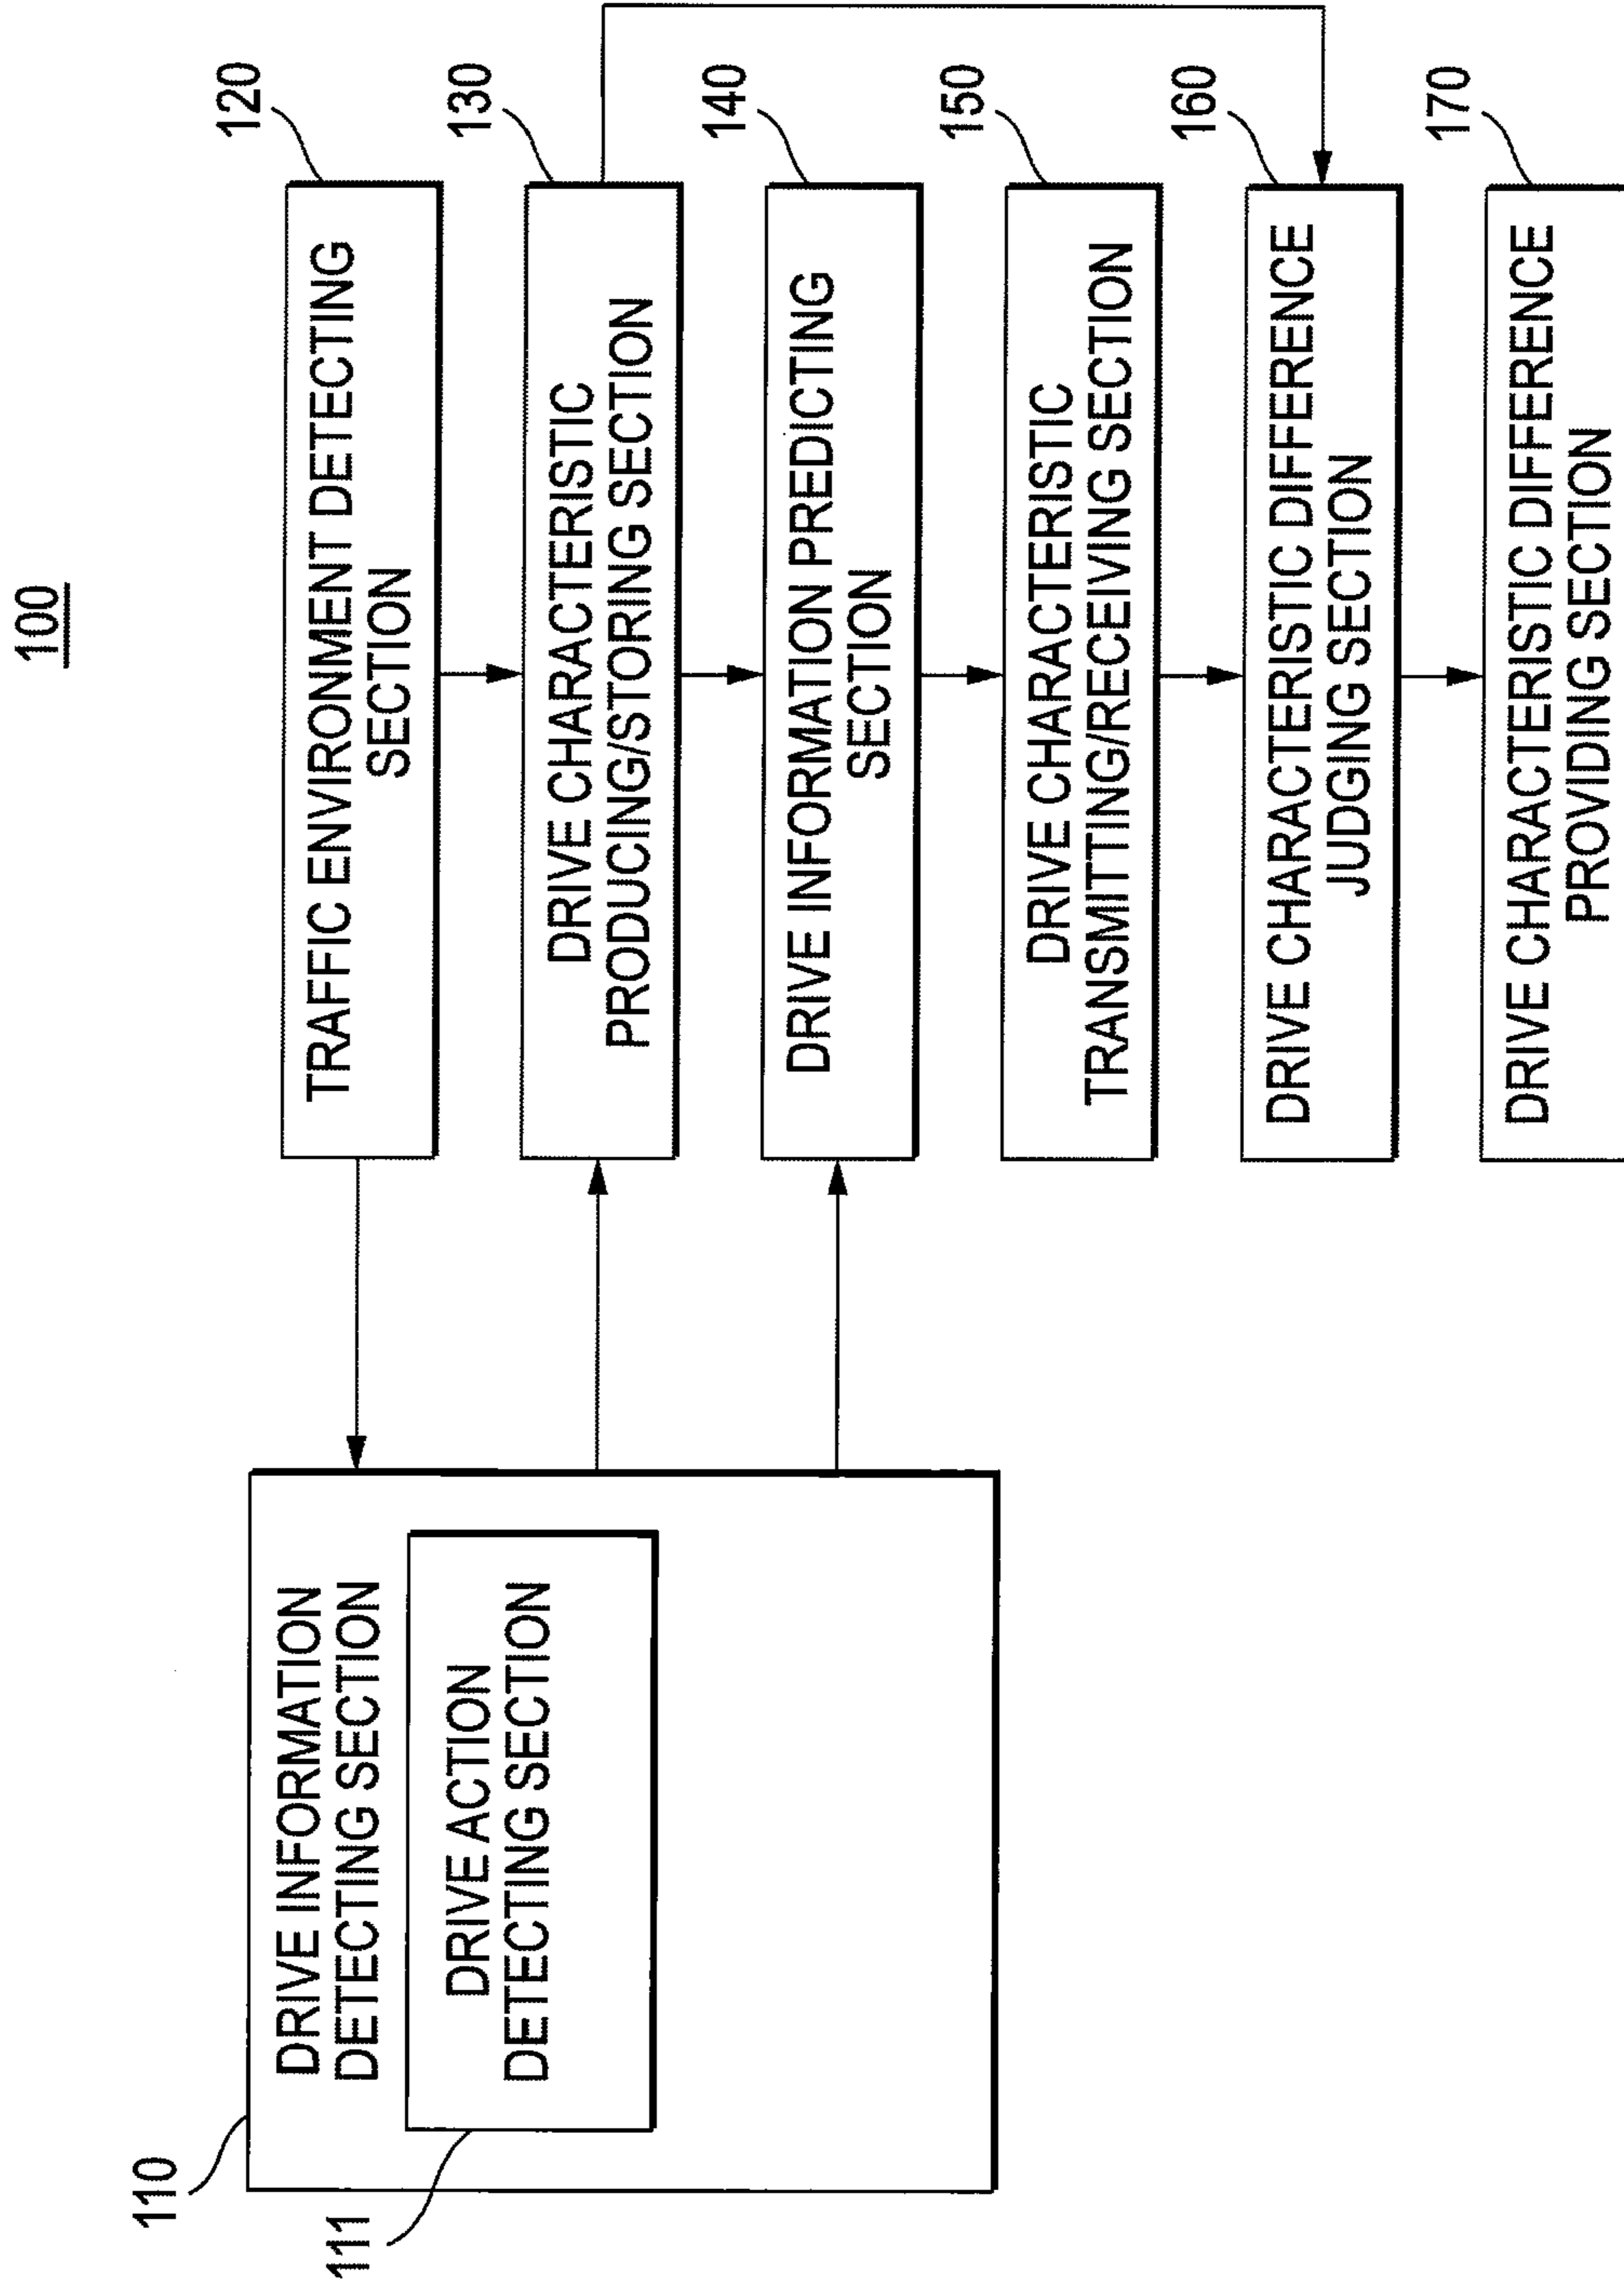 100
110
DRIVE INFORMATION
DETECTING SECTION
111
DRIVE ACTION
DETECTING SECTION
120
TRAFFIC ENVIRONMENT DETECTING
SECTION
130
DRIVE CHARACTERISTIC
PRODUCING/STORING SECTION
140
DRIVE INFORMATION PREDICTING
SECTION
150
DRIVE CHARACTERISTIC
TRANSMITTING/RECEIVING SECTION
160
DRIVE CHARACTERISTIC DIFFERENCE
JUDGING SECTION
170
DRIVE CHARACTERISTIC DIFFERENCE
PROVIDING SECTION